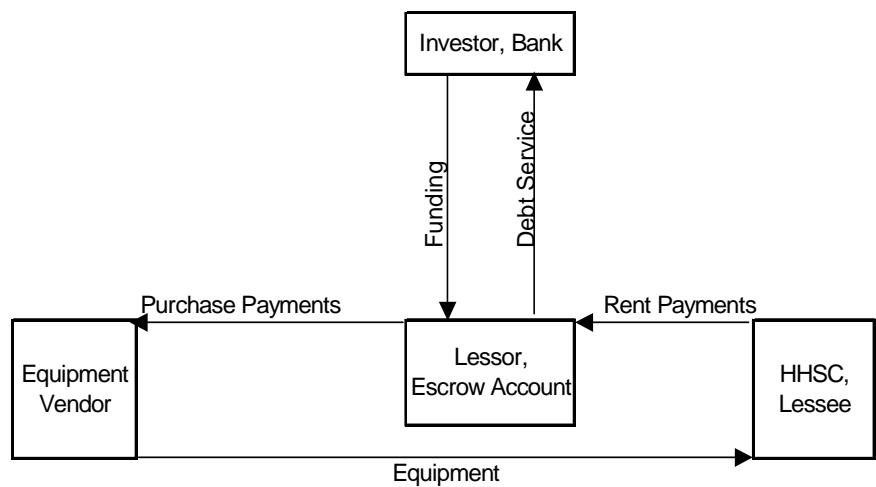 Investor, Bank
Funding
Debt Service
Purchase Payments
Rent Payments
Equipment
Vendor
Lessor,
Escrow Account
HHSC,
Lessee
Equipment